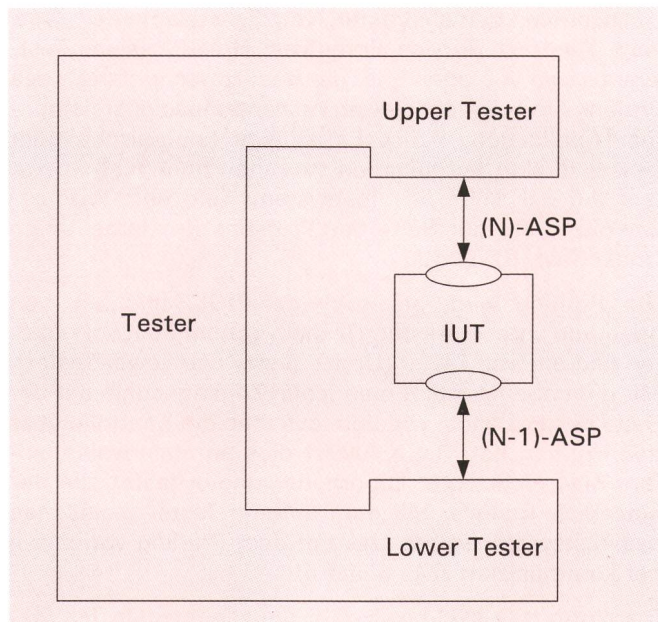 Upper Tester
(N)-ASP
Tester
IUT
(N-1)-ASP
Lower Tester